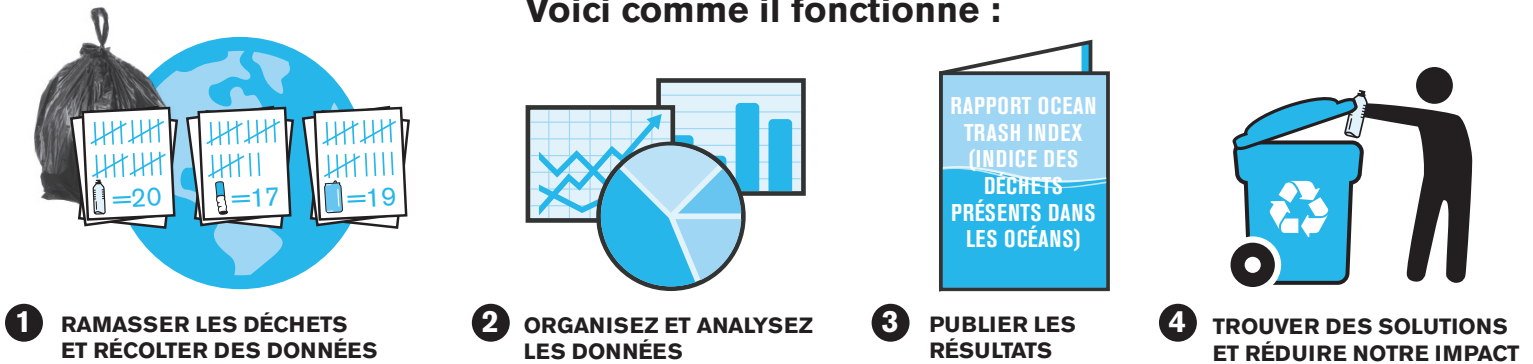 Voici comme il fonctionne :
=20
=17
=19
RAPPORT OCEAN
TRASH INDEX
(INDICE DES
DÉCHETS
PRÉSENTS DANS
LES OCÉANS)
1 RAMASSER LES DÉCHETS
ET RÉCOLTER DES DONNÉES
2 ORGANISEZ ET ANALYSEZ
LES DONNÉES
3 PUBLIER LES
RÉSULTATS
4 TROUVER DES SOLUTIONS
ET RÉDUIRE NOTRE IMPACT